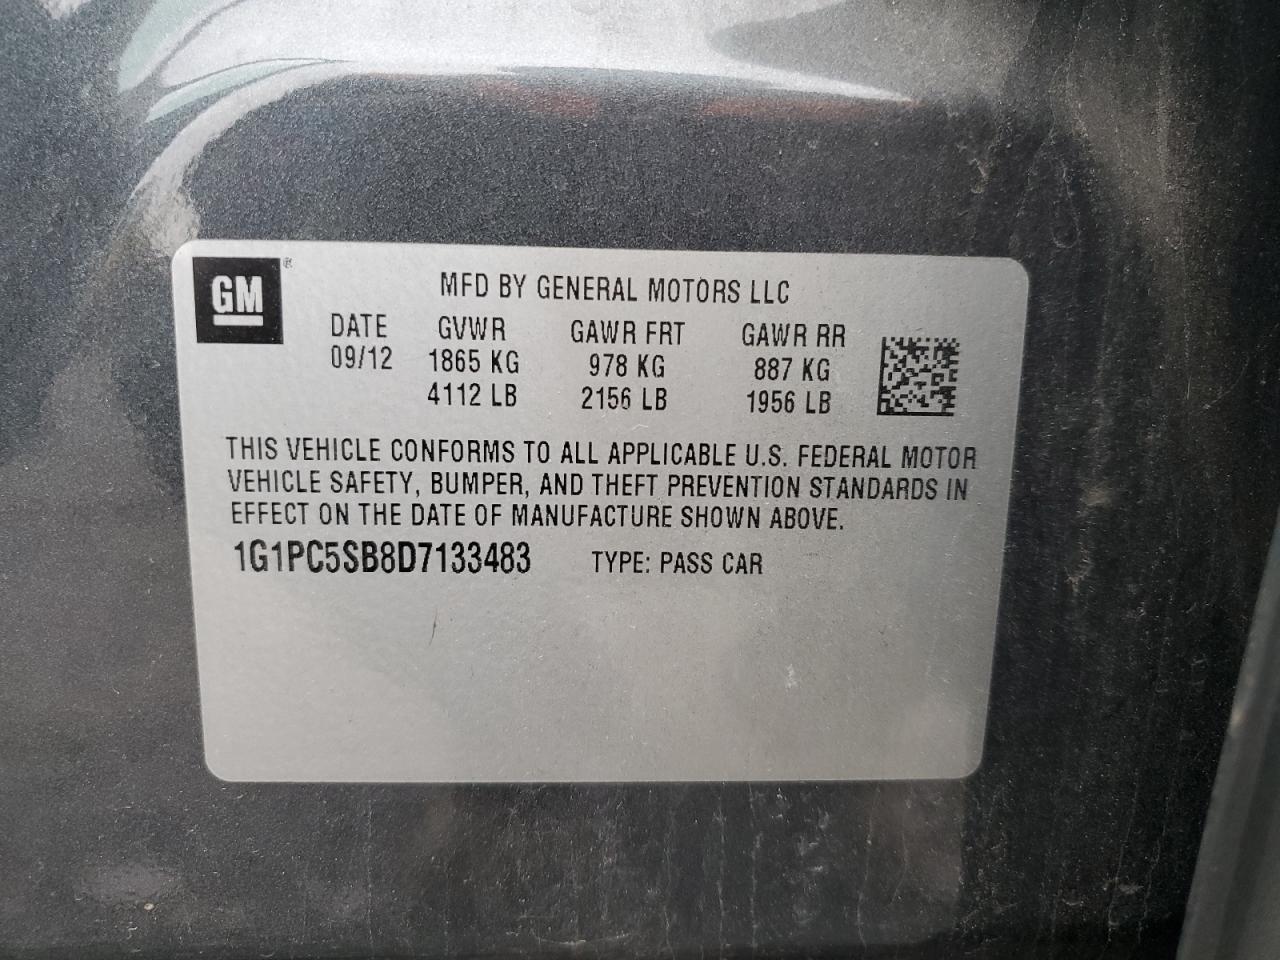 GM ®
MFD BY GENERAL MOTORS LLC
DATE GVWR GAWR FRT GAWR RR
09/12 1865 KG 978 KG 887 KG
4112 LB 2156 LB 1956 LB
THIS VEHICLE CONFORMS TO ALL APPLICABLE U.S. FEDERAL MOTOR
VEHICLE SAFETY, BUMPER, AND THEFT PREVENTION STANDARDS IN
EFFECT ON THE DATE OF MANUFACTURE SHOWN ABOVE.
1G1PC5SB8D7133483 TYPE: PASS CAR